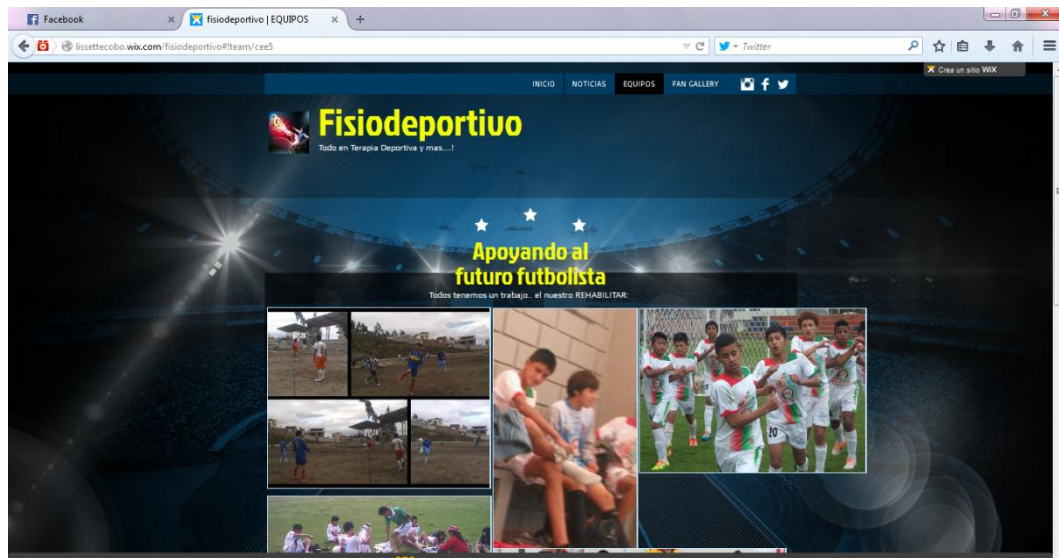 Facebook
fisiodeportivo | EQUIPOS
lissettecobo.wix.com/fisiodeportivo#!team/cee5
Twitter
Crea un sitio WiX
INICIO NOTICIAS EQUIPOS FAN GALLERY
Fisiodeportivo
Todo en Terapia Deportiva y mas....!
Apoyando al
futuro futbolista
Todos tenemos un trabajo.. el nuestro REHABILITAR:
10